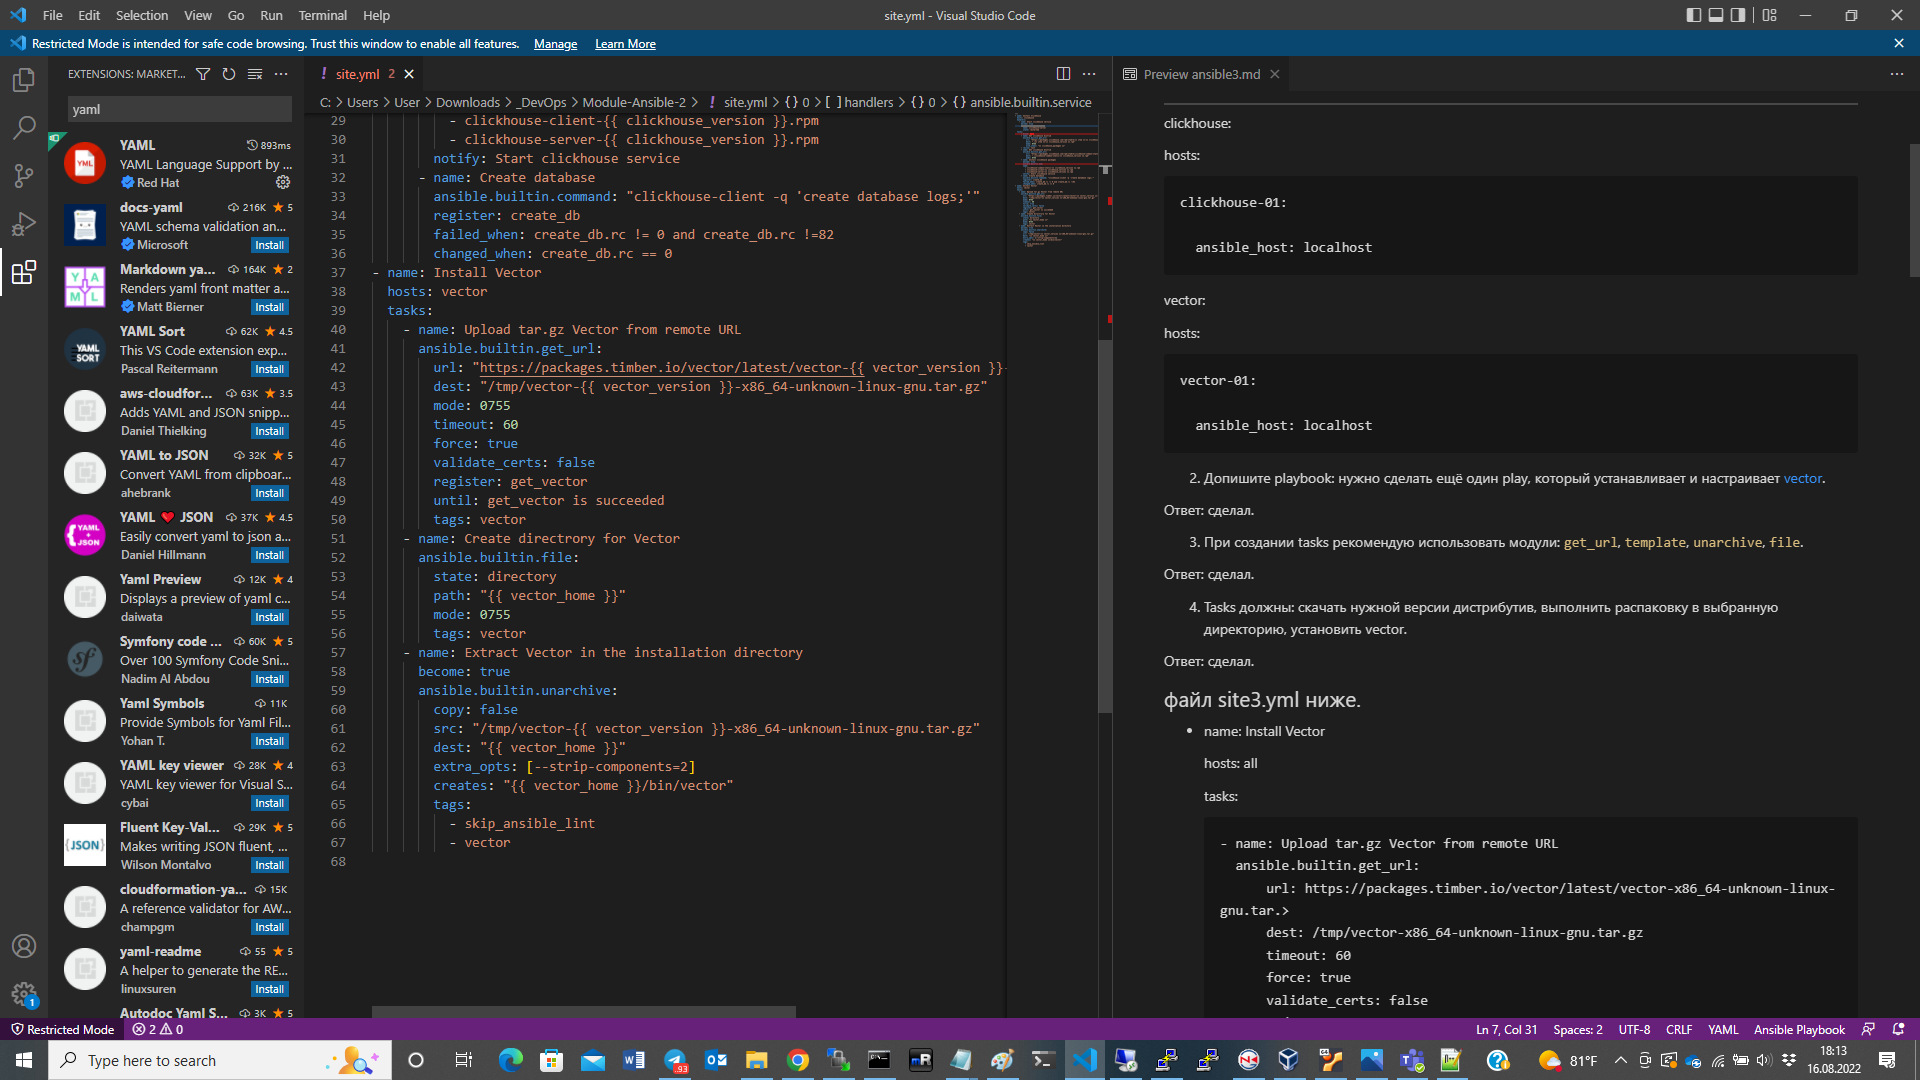 File Edit Selection View Go Run Terminal Help
site.yml - Visual Studio Code
Restricted Mode is intended for safe code browsing. Trust this window to enable all features. Manage Learn More
EXTENSIONS: MARKET...
yaml
YAML 893ms
YAML Language Support by ...
Red Hat
docs-yaml 216K 5
YAML schema validation an...
Microsoft Install
Markdown ya... 164K 2
Renders yaml front matter a...
Matt Bierner Install
YAML Sort 62K 4.5
This VS Code extension exp...
Pascal Reitermann Install
aws-cloudfor... 63K 3.5
Adds YAML and JSON snipp...
Daniel Thielking Install
YAML to JSON 32K 5
Convert YAML from clipboar...
ahebrank Install
YAML ❤️ JSON 37K 4.5
Easily convert yaml to json a...
Daniel Hillmann Install
Yaml Preview 12K 4
Displays a preview of yaml c...
daiwata Install
Symfony code ... 60K 5
Over 100 Symfony Code Sni...
Nadim Al Abdou Install
Yaml Symbols 11K
Provide Symbols for Yaml Fil...
Yohan T. Install
YAML key viewer 28K 4
YAML key viewer for Visual S...
cybai Install
Fluent Key-Val... 29K 5
Makes writing JSON fluent, ...
Wilson Montalvo Install
cloudformation-ya... 15K
A reference validator for AW...
champgm Install
yaml-readme 55 5
A helper to generate the RE...
linuxsuren Install
Autodoc Yaml S... 3K 5
! site.yml 2
C: > Users > User > Downloads > _DevOps > Module-Ansible-2 > ! site.yml > {} 0 > [ ] handlers > {} 0 > {} ansible.builtin.service
29 - clickhouse-client-{{ clickhouse_version }}.rpm
30 - clickhouse-server-{{ clickhouse_version }}.rpm
31 notify: Start clickhouse service
32 - name: Create database
33 ansible.builtin.command: "clickhouse-client -q 'create database logs;'"
34 register: create_db
35 failed_when: create_db.rc != 0 and create_db.rc !=82
36 changed_when: create_db.rc == 0
37 - name: Install Vector
38 hosts: vector
39 tasks:
40 - name: Upload tar.gz Vector from remote URL
41 ansible.builtin.get_url:
42 url: "https://packages.timber.io/vector/latest/vector-{{ vector_version }}-
43 dest: "/tmp/vector-{{ vector_version }}-x86_64-unknown-linux-gnu.tar.gz"
44 mode: 0755
45 timeout: 60
46 force: true
47 validate_certs: false
48 register: get_vector
49 until: get_vector is succeeded
50 tags: vector
51 - name: Create directrory for Vector
52 ansible.builtin.file:
53 state: directory
54 path: "{{ vector_home }}"
55 mode: 0755
56 tags: vector
57 - name: Extract Vector in the installation directory
58 become: true
59 ansible.builtin.unarchive:
60 copy: false
61 src: "/tmp/vector-{{ vector_version }}-x86_64-unknown-linux-gnu.tar.gz"
62 dest: "{{ vector_home }}"
63 extra_opts: [--strip-components=2]
64 creates: "{{ vector_home }}/bin/vector"
65 tags:
66 - skip_ansible_lint
67 - vector
68
Preview ansible3.md
clickhouse:
hosts:
clickhouse-01:
ansible_host: localhost
vector:
hosts:
vector-01:
ansible_host: localhost
2. Допишите playbook: нужно сделать ещё один play, который устанавливает и настраивает vector.
Ответ: сделал.
3. При создании tasks рекомендую использовать модули: get_url, template, unarchive, file.
Ответ: сделал.
4. Tasks должны: скачать нужной версии дистрибутив, выполнить распаковку в выбранную
директорию, установить vector.
Ответ: сделал.
файл site3.yml ниже.
• name: Install Vector
hosts: all
tasks:
- name: Upload tar.gz Vector from remote URL
ansible.builtin.get_url:
url: https://packages.timber.io/vector/latest/vector-x86_64-unknown-linux-
gnu.tar.>
dest: /tmp/vector-x86_64-unknown-linux-gnu.tar.gz
timeout: 60
force: true
validate_certs: false
Restricted Mode 2 0
Ln 7, Col 31 Spaces: 2 UTF-8 CRLF YAML Ansible Playbook
Type here to search
81°F
18:13
16.08.2022